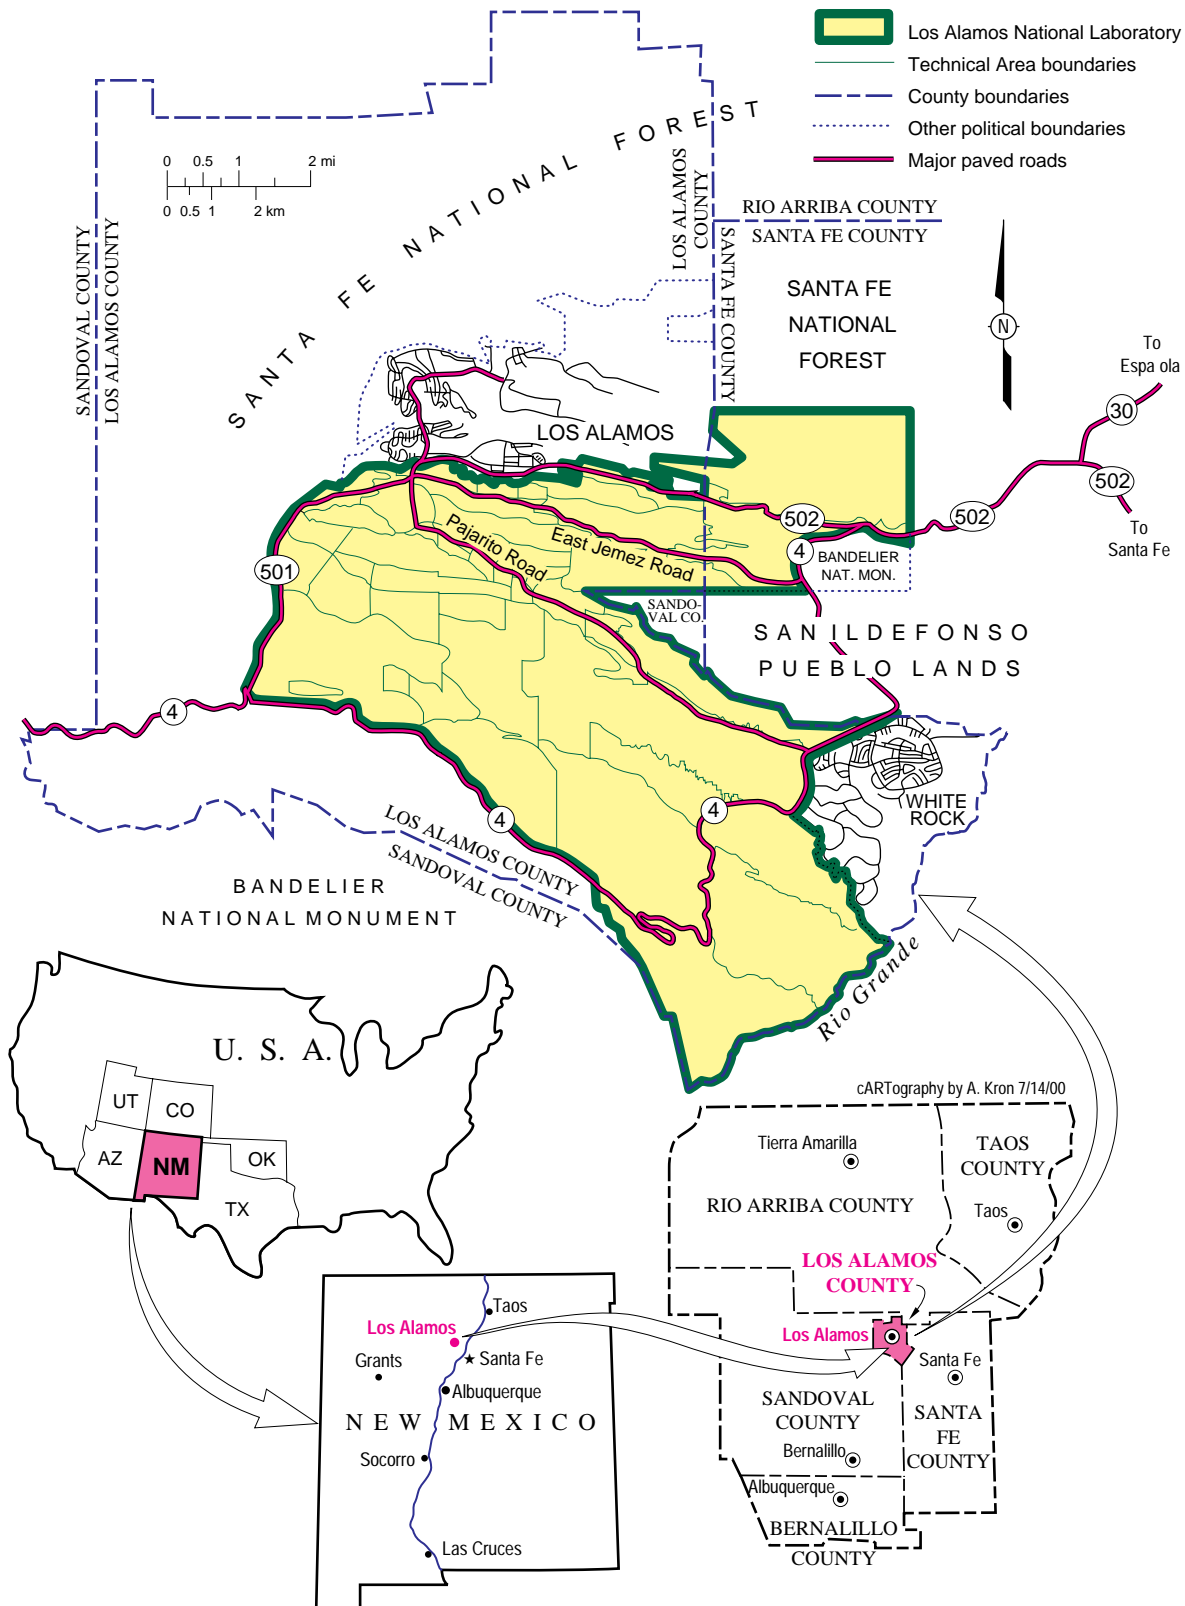 Los Alamos National Laboratory
Technical Area boundaries
County boundaries
Other political boundaries
Major paved roads
0 0.5 1 2 mi
0 0.5 1 2 km
SANTA FE NATIONAL FOREST
SANDOVAL COUNTY
LOS ALAMOS COUNTY
LOS ALAMOS
COUNTY
SANTA FE COUNTY
RIO ARRIBA COUNTY
SANTA FE COUNTY
SANTA FE
NATIONAL
FOREST
N
To
Espa ola
30
502
To
Santa Fe
502
502
4
LOS ALAMOS
501
Pajarito Road
East Jemez Road
BANDELIER
NAT. MON.
SANDO-
VAL CO.
SAN ILDEFONSO
PUEBLO LANDS
4
4
4
WHITE
ROCK
LOS ALAMOS COUNTY
SANDOVAL COUNTY
BANDELIER
NATIONAL MONUMENT
Rio Grande
cARTography by A. Kron 7/14/00
U. S. A.
UT
CO
AZ
NM
OK
TX
Taos
Los Alamos
Santa Fe
Grants
Albuquerque
NEW MEXICO
Socorro
Las Cruces
Tierra Amarilla
TAOS
COUNTY
RIO ARRIBA COUNTY
Taos
LOS ALAMOS
COUNTY
Los Alamos
Santa Fe
SANDOVAL
COUNTY
SANTA
FE
COUNTY
Bernalillo
Albuquerque
BERNALILLO
COUNTY